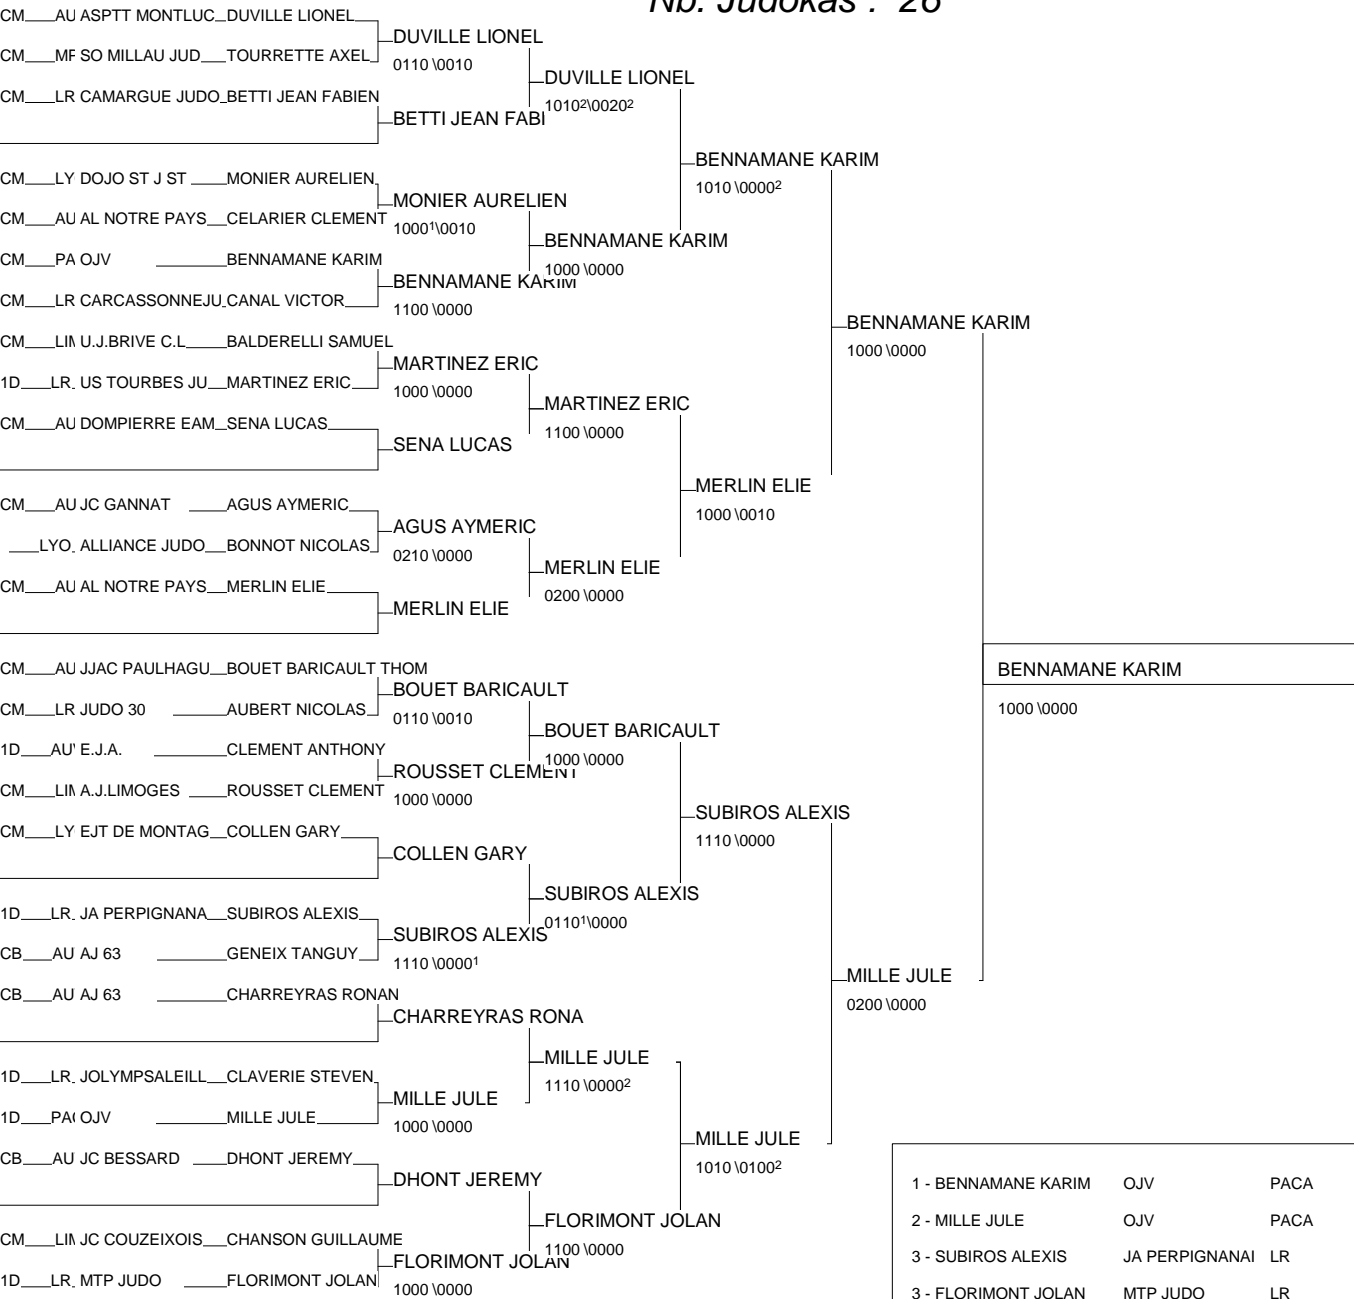 Nb. Judokas : 26
CM AU ASPTT MONTLUC DUVILLE LIONEL
CM MF SO MILLAU JUD TOURRETTE AXEL
CM LR CAMARGUE JUDO BETTI JEAN FABIEN
CM LY DOJO ST J ST MONIER AURELIEN
CM AU AL NOTRE PAYS CELARIER CLEMENT
CM PA OJV BENNAMANE KARIM
CM LR CARCASSONNEJU CANAL VICTOR
CM LIM U.J.BRIVE C.L BALDERELLI SAMUEL
1D LR US TOURBES JU MARTINEZ ERIC
CM AU DOMPIERRE EAM SENA LUCAS
CM AU JC GANNAT AGUS AYMERIC
LYO ALLIANCE JUDO BONNOT NICOLAS
CM AU AL NOTRE PAYS MERLIN ELIE
CM AU JJAC PAULHAGU BOUET BARICAULT THOM
CM LR JUDO 30 AUBERT NICOLAS
1D AU E.J.A. CLEMENT ANTHONY
CM LIM A.J.LIMOGES ROUSSET CLEMENT
CM LY EJT DE MONTAG COLLEN GARY
1D LR JA PERPIGNANA SUBIROS ALEXIS
CB AU AJ 63 GENEIX TANGUY
CB AU AJ 63 CHARREYRAS RONAN
1D LR JOLYMPSALEILL CLAVERIE STEVEN
1D PA OJV MILLE JULE
CB AU JC BESSARD DHONT JEREMY
CM LIM JC COUZEIXOIS CHANSON GUILLAUME
1D LR MTP JUDO FLORIMONT JOLAN
DUVILLE LIONEL
0110 \0010
BETTI JEAN FABI
MONIER AURELIEN
1000¹\0010
BENNAMANE KARIM
1100 \0000
MARTINEZ ERIC
1000 \0000
SENA LUCAS
AGUS AYMERIC
0210 \0000
MERLIN ELIE
BOUET BARICAULT
0110 \0010
ROUSSET CLEMENT
1000 \0000
COLLEN GARY
SUBIROS ALEXIS
1110 \0000¹
CHARREYRAS RONA
MILLE JULE
1000 \0000
DHONT JEREMY
FLORIMONT JOLAN
1000 \0000
DUVILLE LIONEL
1010²\0020²
BENNAMANE KARIM
1000 \0000
MARTINEZ ERIC
1100 \0000
MERLIN ELIE
0200 \0000
BOUET BARICAULT
1000 \0000
SUBIROS ALEXIS
0110¹\0000
MILLE JULE
1110 \0000²
FLORIMONT JOLAN
1100 \0000
BENNAMANE KARIM
1010 \0000²
MERLIN ELIE
1000 \0010
SUBIROS ALEXIS
1110 \0000
MILLE JULE
1010 \0100²
BENNAMANE KARIM
1000 \0000
MILLE JULE
0200 \0000
BENNAMANE KARIM
1000 \0000
1 - BENNAMANE KARIM OJV PACA
2 - MILLE JULE OJV PACA
3 - SUBIROS ALEXIS JA PERPIGNANAI LR
3 - FLORIMONT JOLAN MTP JUDO LR